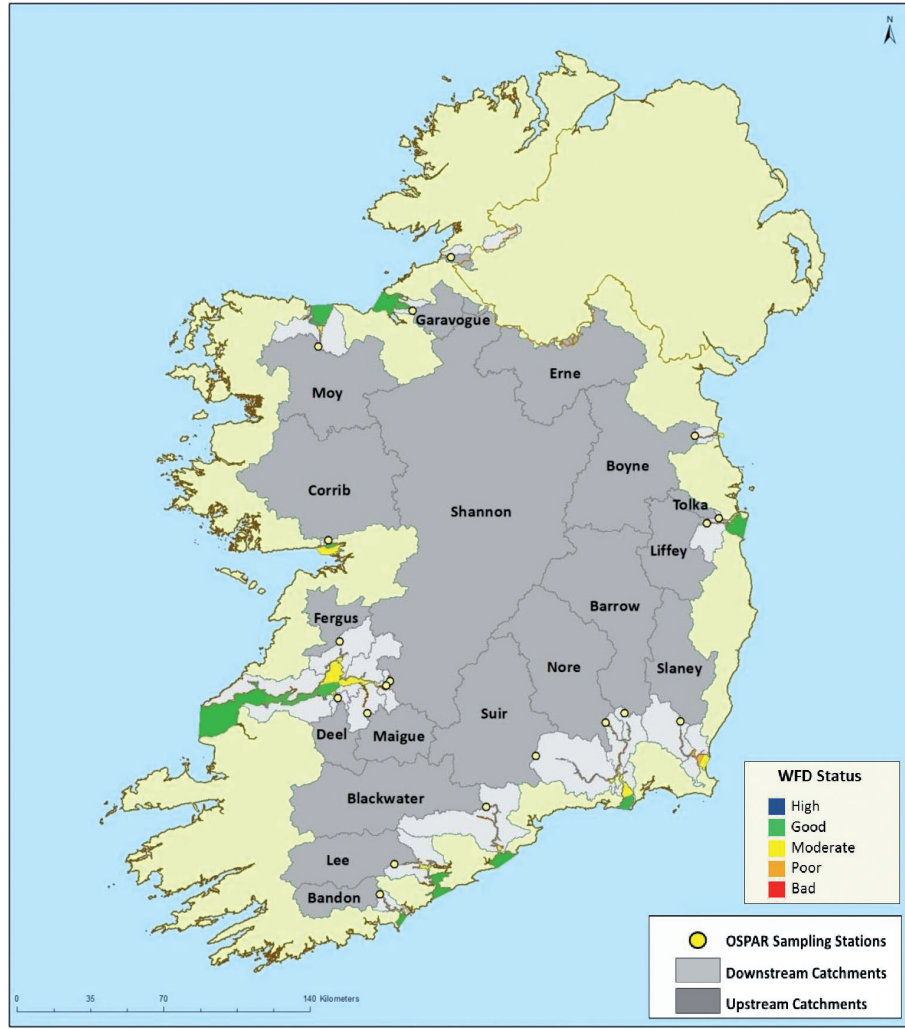 N
Garavogue
Erne
Moy
Boyne
Corrib
Shannon
Tolka
Liffey
Barrow
Fergus
Nore
Slaney
Suir
Deel
Maigue
Blackwater
Lee
Bandon
WFD Status
High
Good
Moderate
Poor
Bad
OSPAR Sampling Stations
Downstream Catchments
Upstream Catchments
0 35 70 140 Kilometers